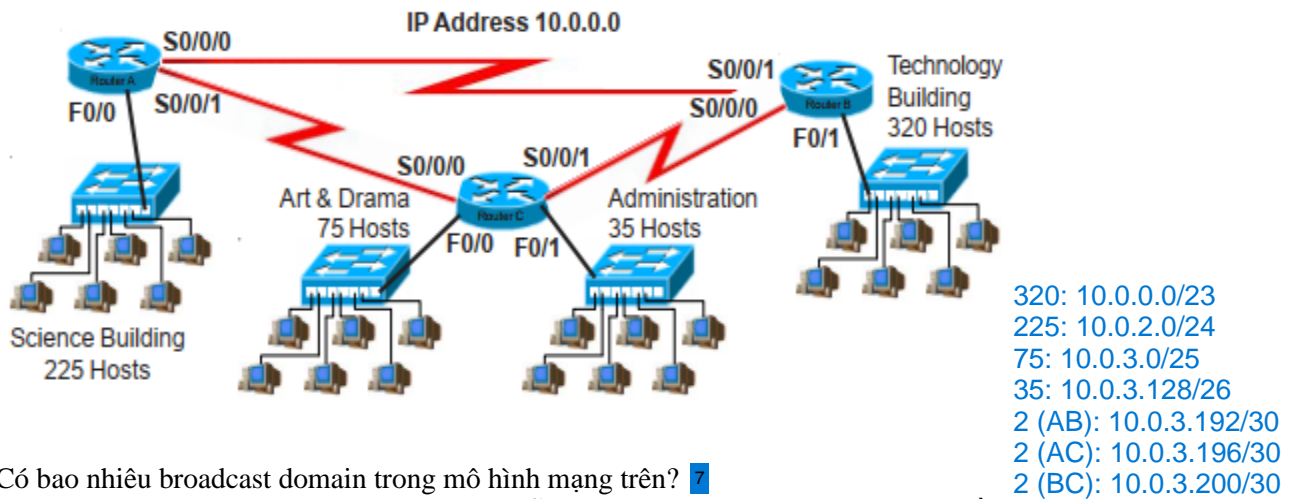 IP Address 10.0.0.0
S0/0/0
Router A
F0/0
S0/0/1
S0/0/1
S0/0/0
Router B
F0/1
Technology
Building
320 Hosts
S0/0/0
S0/0/1
Router C
F0/0
F0/1
Art & Drama
75 Hosts
Administration
35 Hosts
Science Building
225 Hosts
320: 10.0.0.0/23
225: 10.0.2.0/24
75: 10.0.3.0/25
35: 10.0.3.128/26
2 (AB): 10.0.3.192/30
2 (AC): 10.0.3.196/30
2 (BC): 10.0.3.200/30
Có bao nhiêu broadcast domain trong mô hình mạng trên? 7